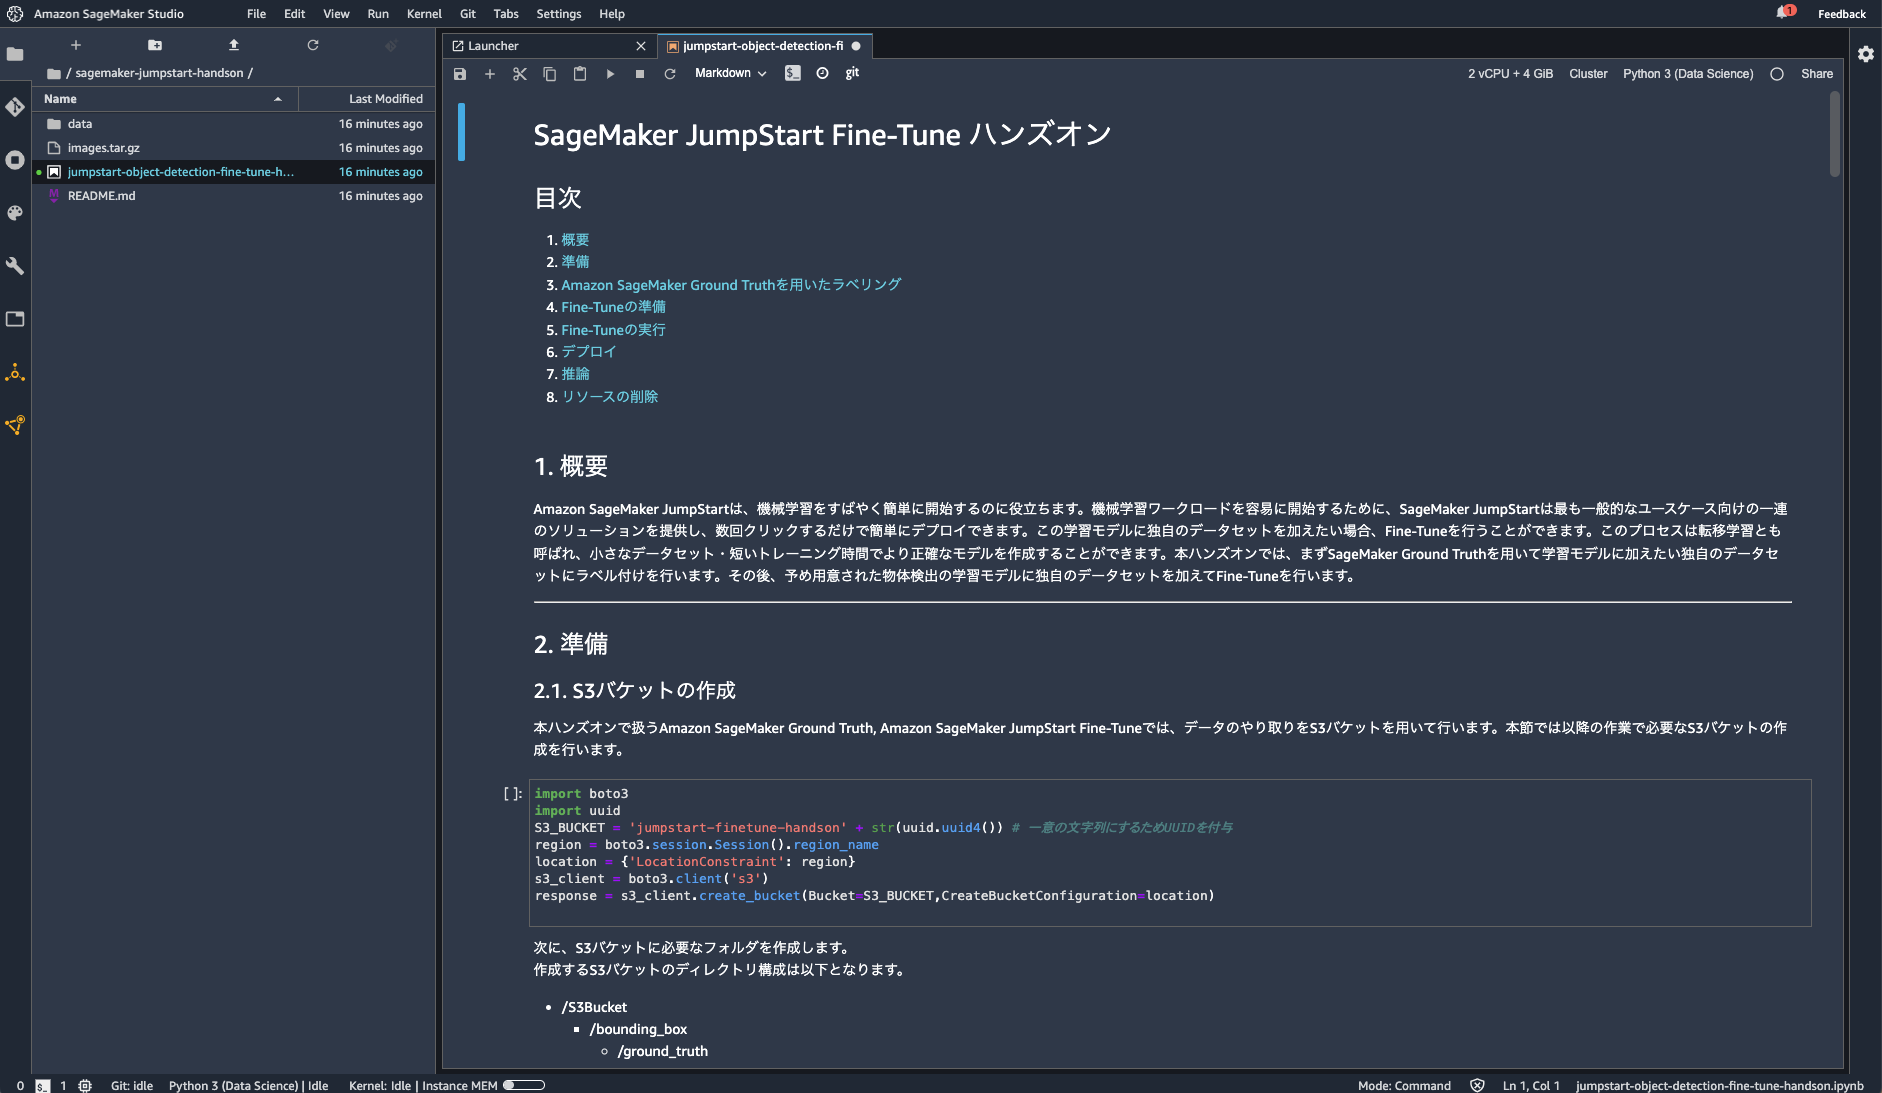 Amazon SageMaker Studio File Edit View Run Kernel Git Tabs Settings Help 1 Feedback
/ sagemaker-jumpstart-handson /
Name Last Modified
data 16 minutes ago
images.tar.gz 16 minutes ago
jumpstart-object-detection-fine-tune-h... 16 minutes ago
README.md 16 minutes ago
Launcher
jumpstart-object-detection-fi
Markdown git 2 vCPU + 4 GiB Cluster Python 3 (Data Science) Share
SageMaker JumpStart Fine-Tune ハンズオン
目次
1. 概要
2. 準備
3. Amazon SageMaker Ground Truthを用いたラベリング
4. Fine-Tuneの準備
5. Fine-Tuneの実行
6. デプロイ
7. 推論
8. リソースの削除
1. 概要
Amazon SageMaker JumpStartは、機械学習をすばやく簡単に開始するのに役立ちます。機械学習ワークロードを容易に開始するために、SageMaker JumpStartは最も一般的なユースケース向けの一連
のソリューションを提供し、数回クリックするだけで簡単にデプロイできます。この学習モデルに独自のデータセットを加えたい場合、Fine-Tuneを行うことができます。このプロセスは転移学習とも
呼ばれ、小さなデータセット・短いトレーニング時間でより正確なモデルを作成することができます。本ハンズオンでは、まずSageMaker Ground Truthを用いて学習モデルに加えたい独自のデータセ
ットにラベル付けを行います。その後、予め用意された物体検出の学習モデルに独自のデータセットを加えてFine-Tuneを行います。
2. 準備
2.1. S3バケットの作成
本ハンズオンで扱うAmazon SageMaker Ground Truth, Amazon SageMaker JumpStart Fine-Tuneでは、データのやり取りをS3バケットを用いて行います。本節では以降の作業で必要なS3バケットの作
成を行います。
[ ]: import boto3
import uuid
S3_BUCKET = 'jumpstart-finetune-handson' + str(uuid.uuid4()) # 一意の文字列にするためUUIDを付与
region = boto3.session.Session().region_name
location = {'LocationConstraint': region}
s3_client = boto3.client('s3')
response = s3_client.create_bucket(Bucket=S3_BUCKET,CreateBucketConfiguration=location)
次に、S3バケットに必要なフォルダを作成します。
作成するS3バケットのディレクトリ構成は以下となります。
/S3Bucket
/bounding_box
/ground_truth
0 $_ 1 Git: idle Python 3 (Data Science) | Idle Kernel: Idle | Instance MEM Mode: Command Ln 1, Col 1 jumpstart-object-detection-fine-tune-handson.ipynb